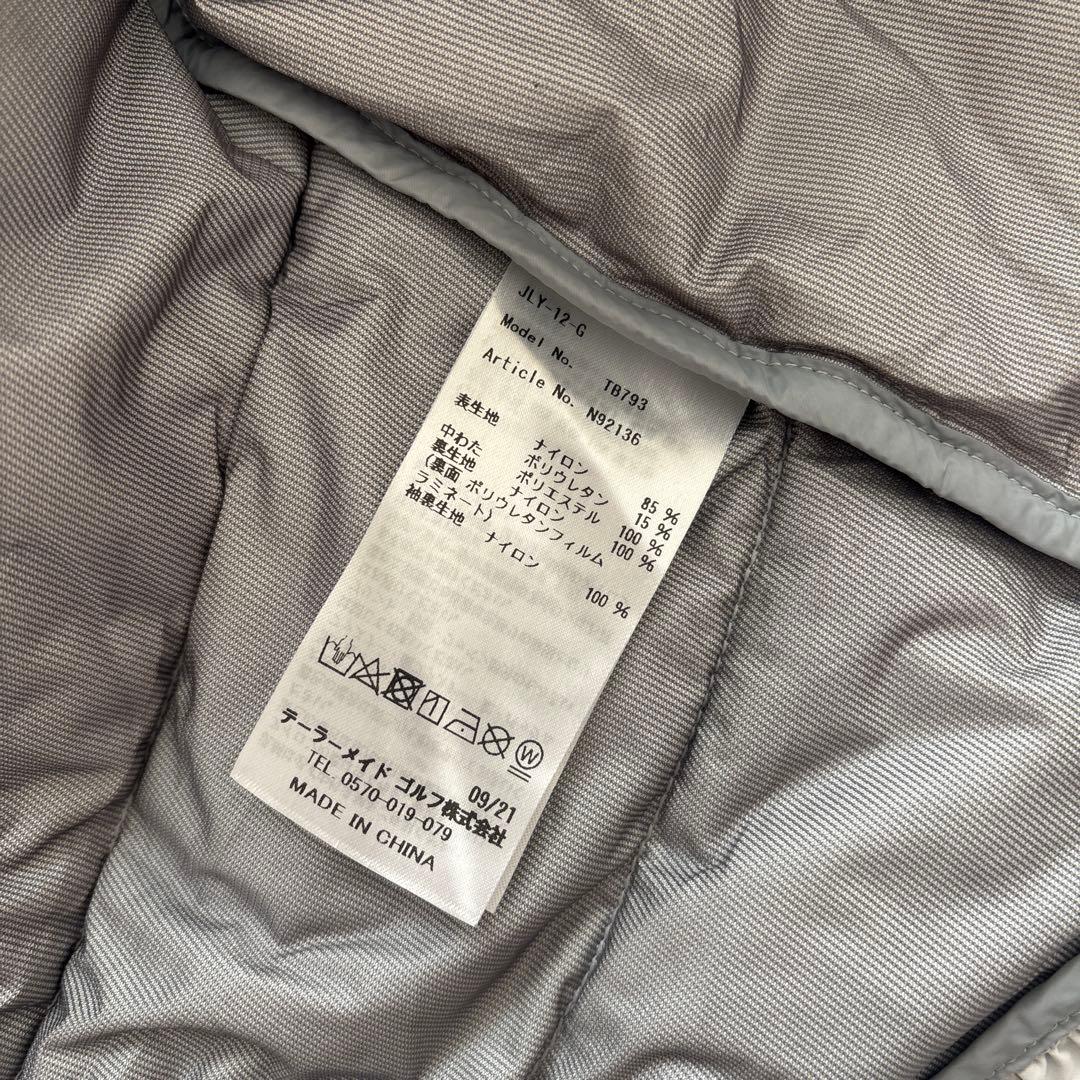 JLY-12-G
Model No. TB793
Article No. N92136
表生地 ナイロン 85 %
ポリウレタン 15 %
中わた ポリエステル 100 %
裏生地 ナイロン 100 %
(裏面 ポリウレタンフィルム
ラミネート)
袖裏生地 ナイロン 100 %
W
09/21
テーラーメイド ゴルフ株式会社
TEL 0570-019-079
MADE IN CHINA